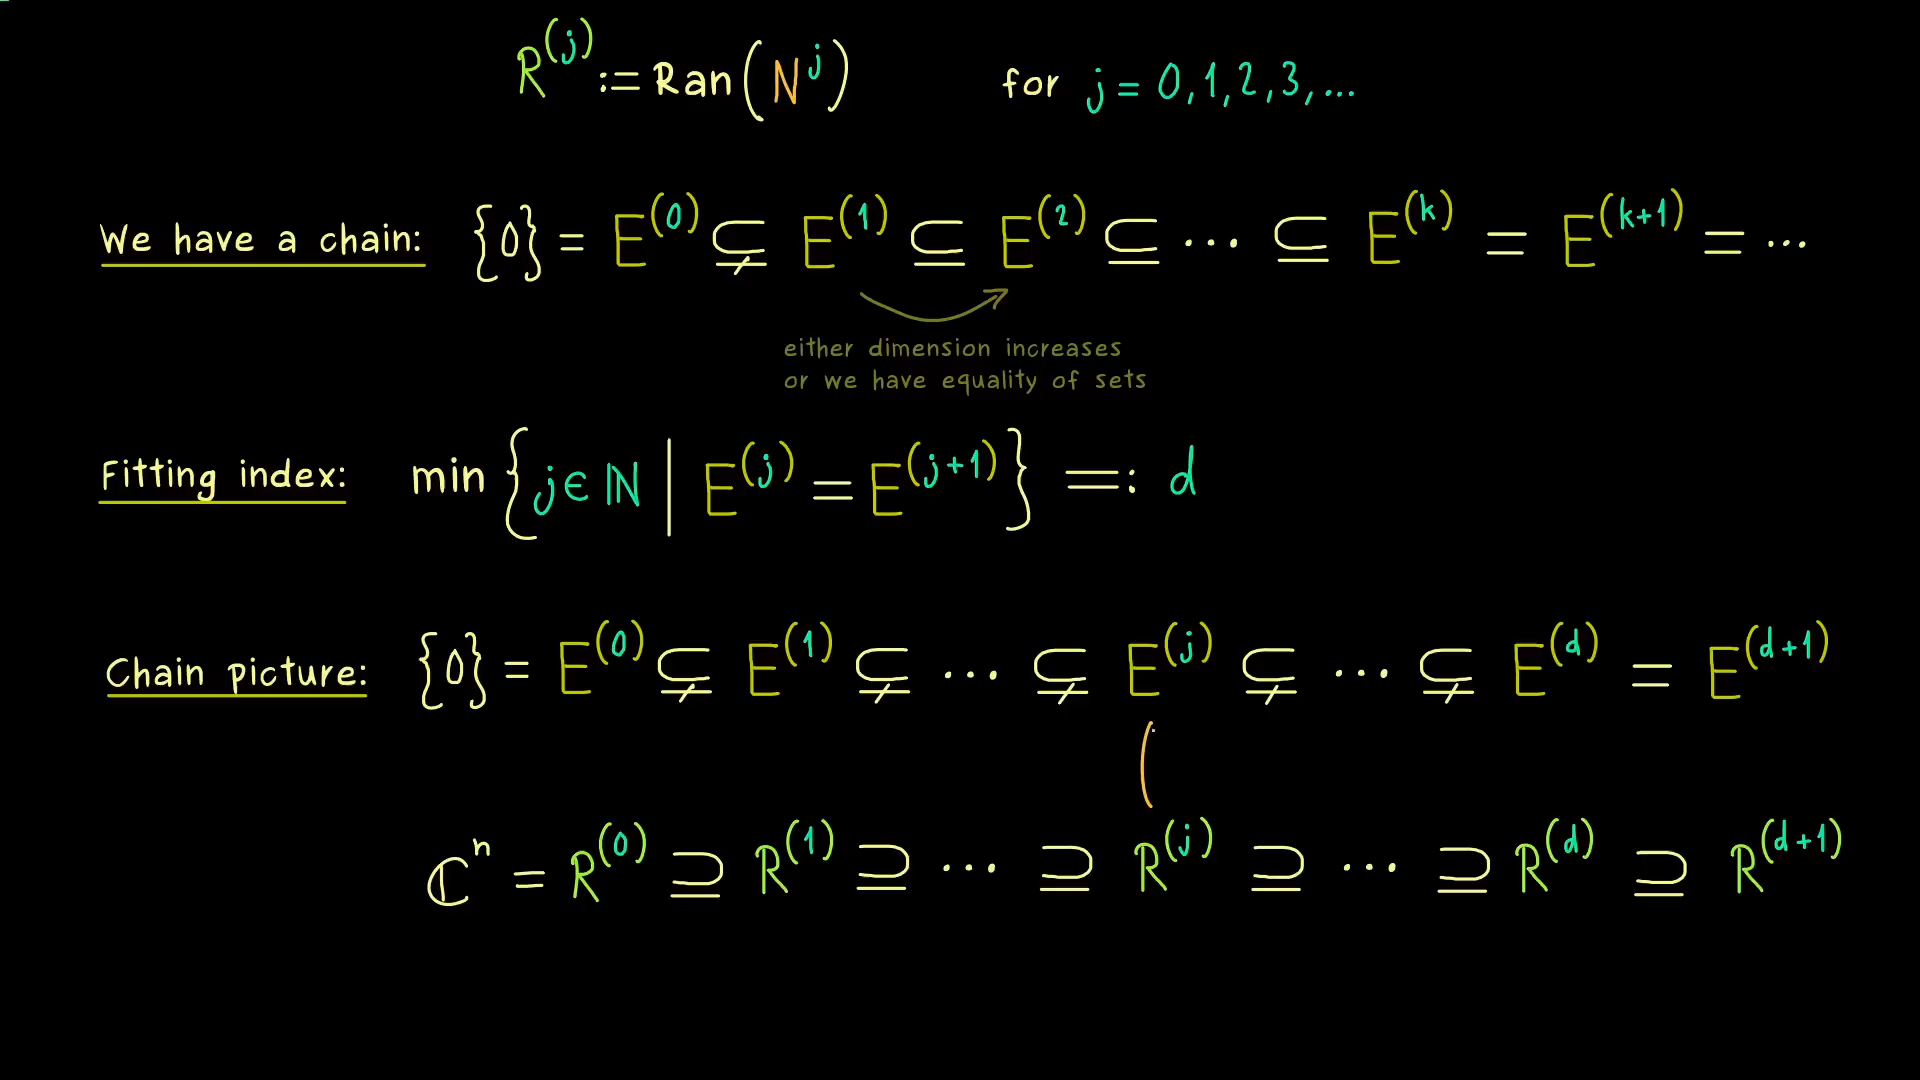 R^(j) := Ran(N^j) for j = 0, 1, 2, 3, ...
We have a chain: {0} = E^(0) ⊊ E^(1) ⊆ E^(2) ⊆ ··· ⊆ E^(k) = E^(k+1) = ···
either dimension increases
or we have equality of sets
Fitting index: min { j ∈ ℕ | E^(j) = E^(j+1) } =: d
Chain picture: {0} = E^(0) ⊊ E^(1) ⊊ ··· ⊊ E^(j) ⊊ ··· ⊊ E^(d) = E^(d+1)
(
ℂ^n = R^(0) ⊇ R^(1) ⊇ ··· ⊇ R^(j) ⊇ ··· ⊇ R^(d) ⊇ R^(d+1)